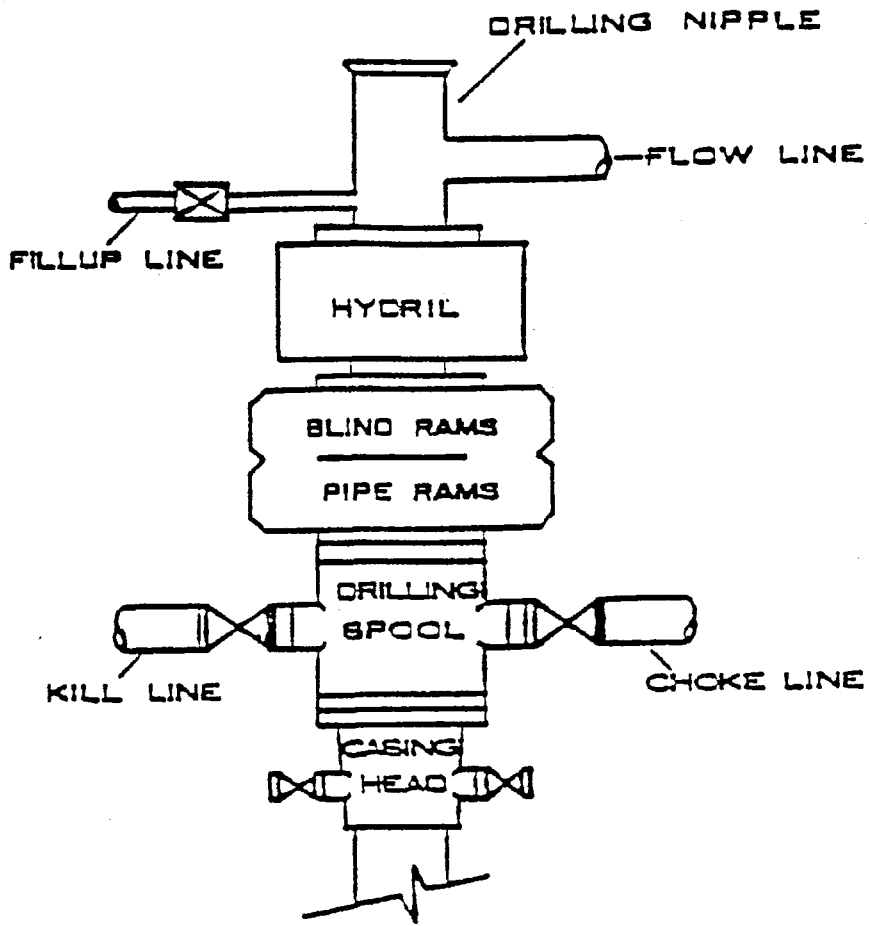 DRILLING NIPPLE
FLOW LINE
FILLUP LINE
HYDRIL
BLIND RAMS
PIPE RAMS
DRILLING
SPOOL
KILL LINE
CHOKE LINE
CASING
HEAD